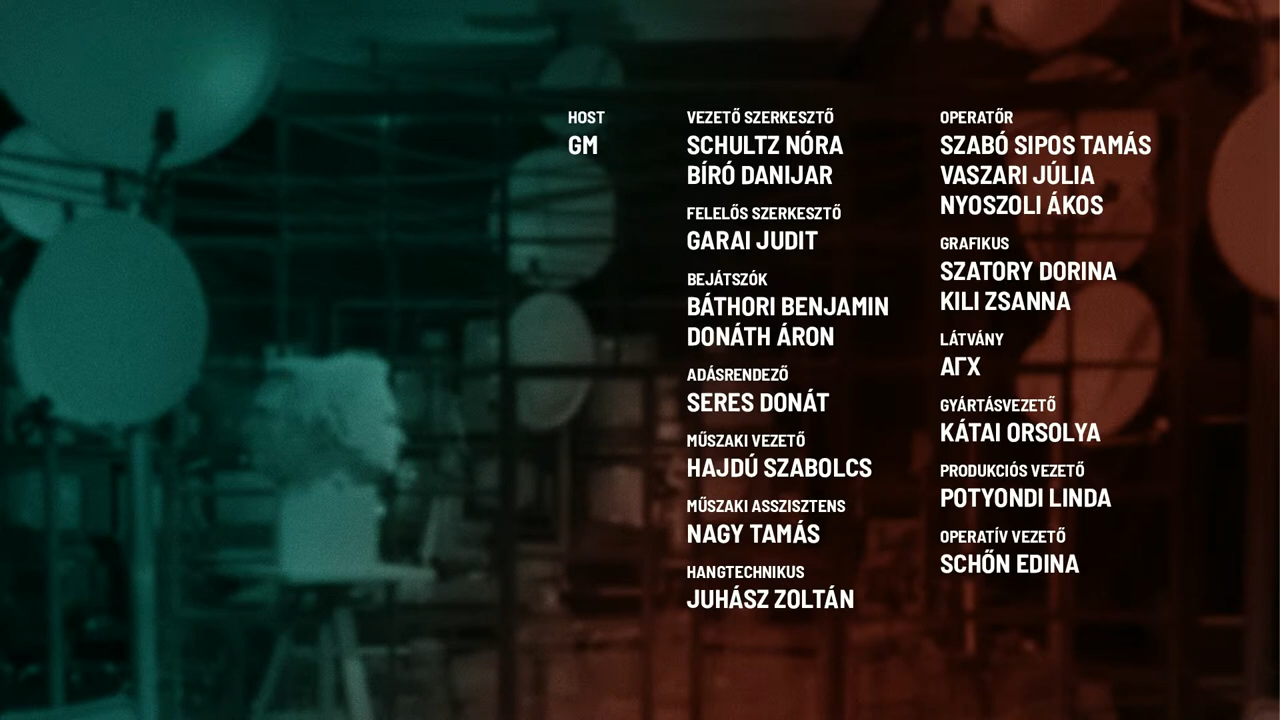 HOST
GM
VEZETŐ SZERKESZTŐ
SCHULTZ NÓRA
BÍRÓ DANIJAR
FELELŐS SZERKESZTŐ
GARAI JUDIT
BEJÁTSZÓK
BÁTHORI BENJAMIN
DONÁTH ÁRON
ADÁSRENDEZŐ
SERES DONÁT
MŰSZAKI VEZETŐ
HAJDÚ SZABOLCS
MŰSZAKI ASSZISZTENS
NAGY TAMÁS
HANGTECHNIKUS
JUHÁSZ ZOLTÁN
OPERATŐR
SZABÓ SIPOS TAMÁS
VASZARI JÚLIA
NYOSZOLI ÁKOS
GRAFIKUS
SZATORY DORINA
KILI ZSANNA
LÁTVÁNY
AΓX
GYÁRTÁSVEZETŐ
KÁTAI ORSOLYA
PRODUKCIÓS VEZETŐ
POTYONDI LINDA
OPERATÍV VEZETŐ
SCHŐN EDINA